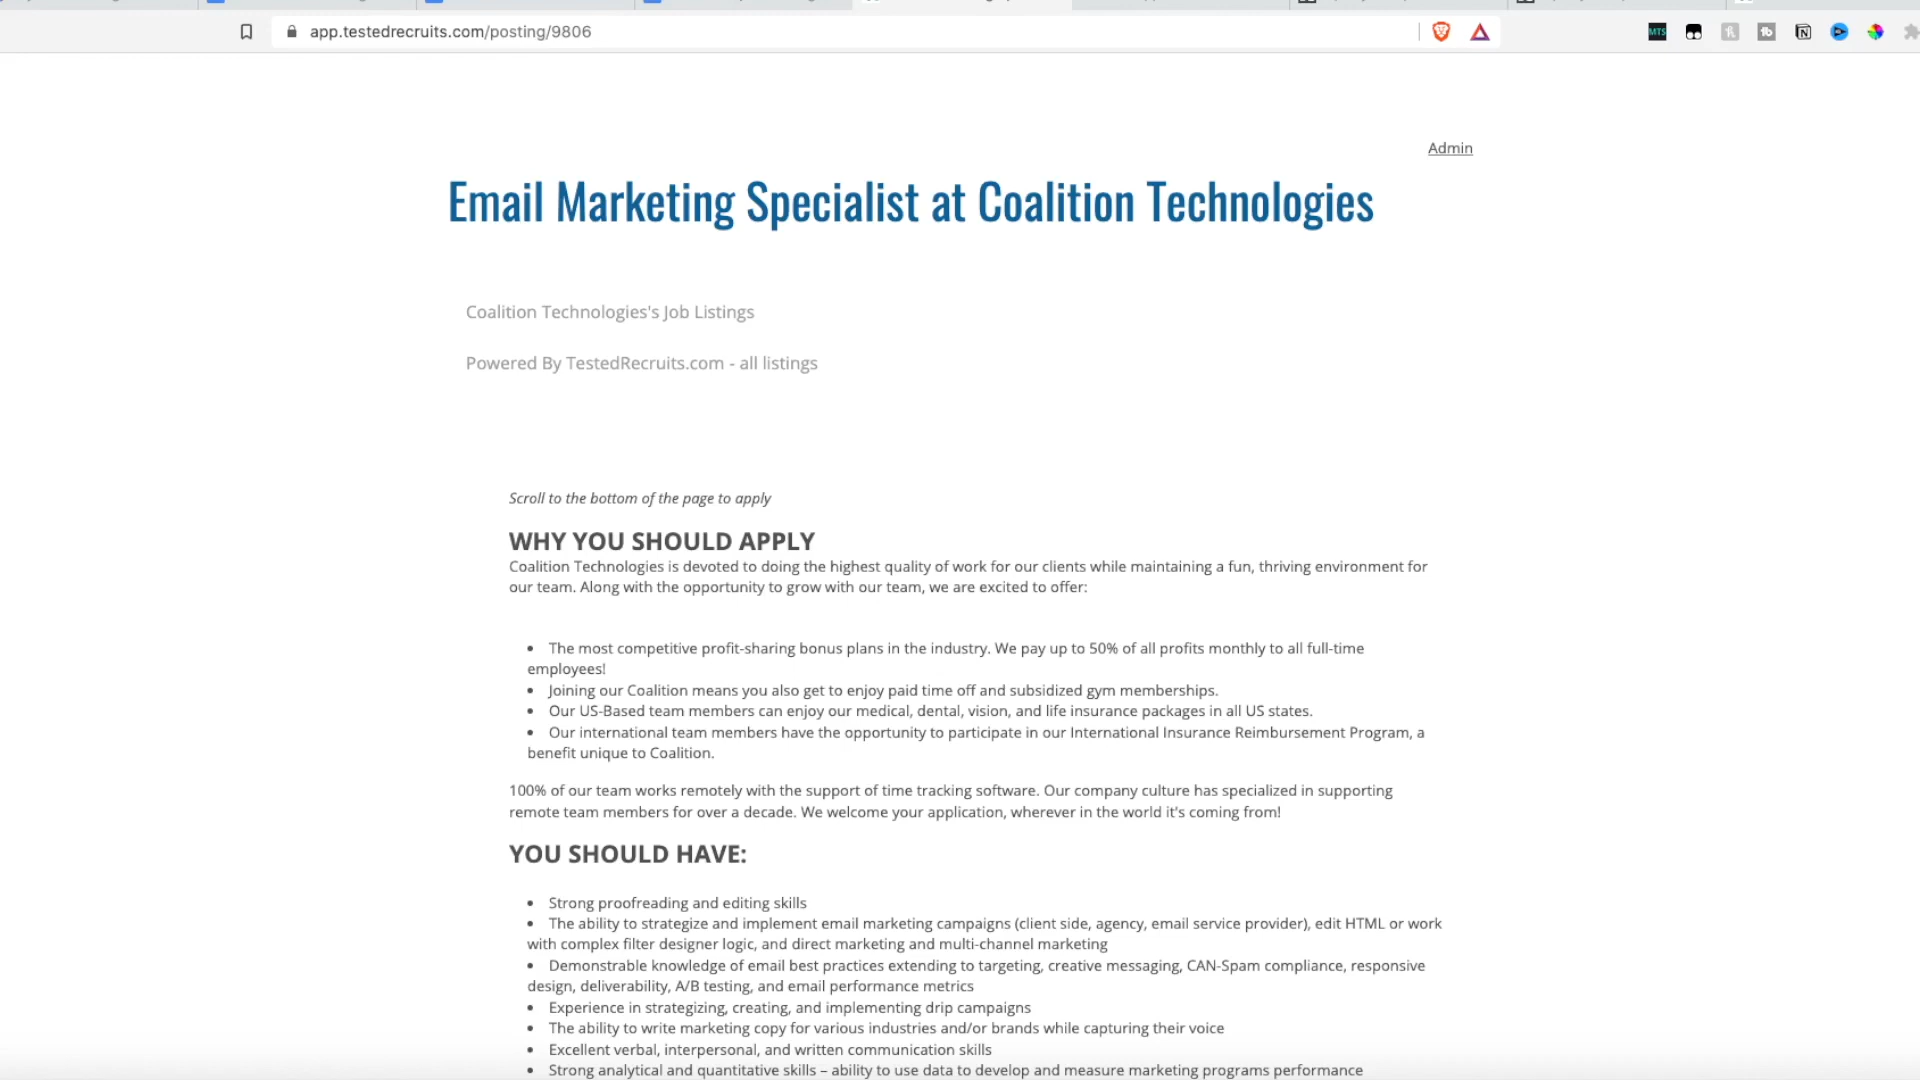 app.testedrecruits.com/posting/9806
MTS
Admin
Email Marketing Specialist at Coalition Technologies
Coalition Technologies's Job Listings
Powered By TestedRecruits.com - all listings
Scroll to the bottom of the page to apply
WHY YOU SHOULD APPLY
Coalition Technologies is devoted to doing the highest quality of work for our clients while maintaining a fun, thriving environment for
our team. Along with the opportunity to grow with our team, we are excited to offer:
• The most competitive profit-sharing bonus plans in the industry. We pay up to 50% of all profits monthly to all full-time
employees!
• Joining our Coalition means you also get to enjoy paid time off and subsidized gym memberships.
• Our US-Based team members can enjoy our medical, dental, vision, and life insurance packages in all US states.
• Our international team members have the opportunity to participate in our International Insurance Reimbursement Program, a
benefit unique to Coalition.
100% of our team works remotely with the support of time tracking software. Our company culture has specialized in supporting
remote team members for over a decade. We welcome your application, wherever in the world it's coming from!
YOU SHOULD HAVE:
• Strong proofreading and editing skills
• The ability to strategize and implement email marketing campaigns (client side, agency, email service provider), edit HTML or work
with complex filter designer logic, and direct marketing and multi-channel marketing
• Demonstrable knowledge of email best practices extending to targeting, creative messaging, CAN-Spam compliance, responsive
design, deliverability, A/B testing, and email performance metrics
• Experience in strategizing, creating, and implementing drip campaigns
• The ability to write marketing copy for various industries and/or brands while capturing their voice
• Excellent verbal, interpersonal, and written communication skills
• Strong analytical and quantitative skills – ability to use data to develop and measure marketing programs performance